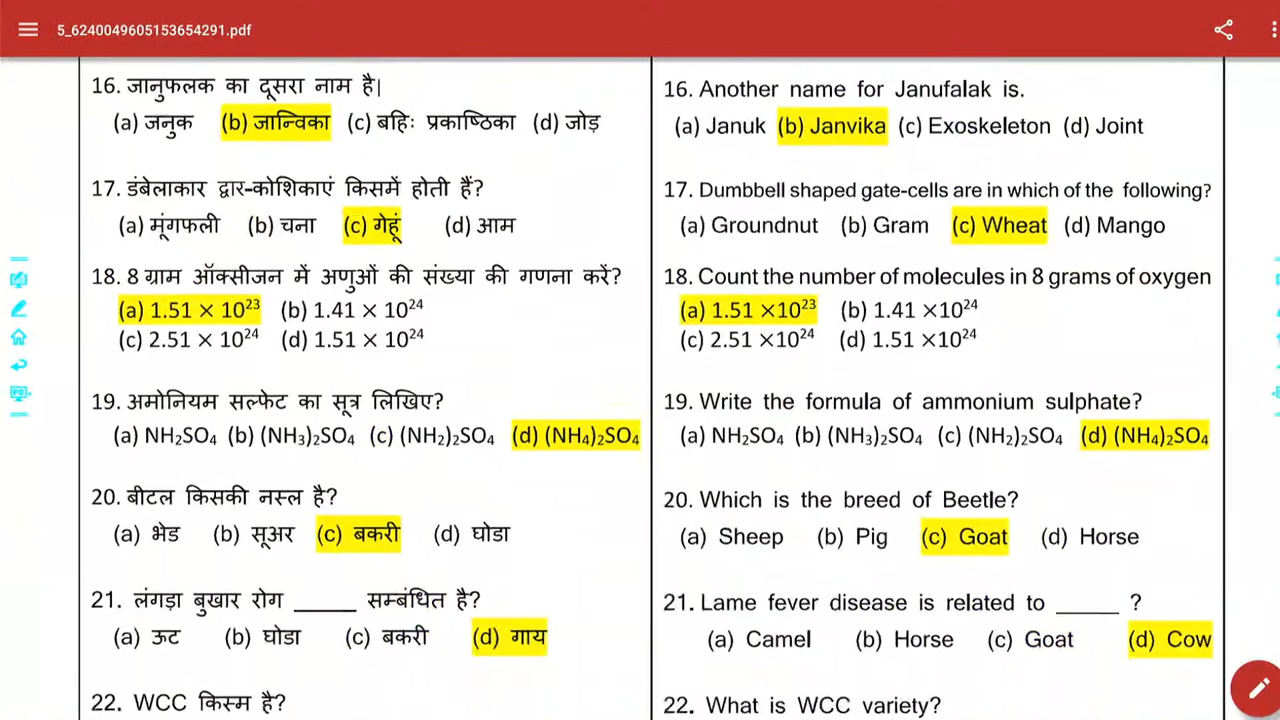 5_6240049605153654291.pdf
16. जानुफलक का दूसरा नाम है।
(a) जनुक (b) जान्विका (c) बहिः प्रकाष्ठिका (d) जोड़
17. डंबेलाकार द्वार-कोशिकाएं किसमें होती हैं?
(a) मूंगफली (b) चना (c) गेहूं (d) आम
18. 8 ग्राम ऑक्सीजन में अणुओं की संख्या की गणना करें?
(a) 1.51 × 10²³ (b) 1.41 × 10²⁴
(c) 2.51 × 10²⁴ (d) 1.51 × 10²⁴
19. अमोनियम सल्फेट का सूत्र लिखिए?
(a) NH₂SO₄ (b) (NH₃)₂SO₄ (c) (NH₂)₂SO₄ (d) (NH₄)₂SO₄
20. बीटल किसकी नस्ल है?
(a) भेड (b) सूअर (c) बकरी (d) घोडा
21. लंगड़ा बुखार रोग _____ सम्बंधित है?
(a) ऊट (b) घोडा (c) बकरी (d) गाय
22. WCC किस्म है?
16. Another name for Janufalak is.
(a) Januk (b) Janvika (c) Exoskeleton (d) Joint
17. Dumbbell shaped gate-cells are in which of the following?
(a) Groundnut (b) Gram (c) Wheat (d) Mango
18. Count the number of molecules in 8 grams of oxygen
(a) 1.51 ×10²³ (b) 1.41 ×10²⁴
(c) 2.51 ×10²⁴ (d) 1.51 ×10²⁴
19. Write the formula of ammonium sulphate?
(a) NH₂SO₄ (b) (NH₃)₂SO₄ (c) (NH₂)₂SO₄ (d) (NH₄)₂SO₄
20. Which is the breed of Beetle?
(a) Sheep (b) Pig (c) Goat (d) Horse
21. Lame fever disease is related to _____ ?
(a) Camel (b) Horse (c) Goat (d) Cow
22. What is WCC variety?